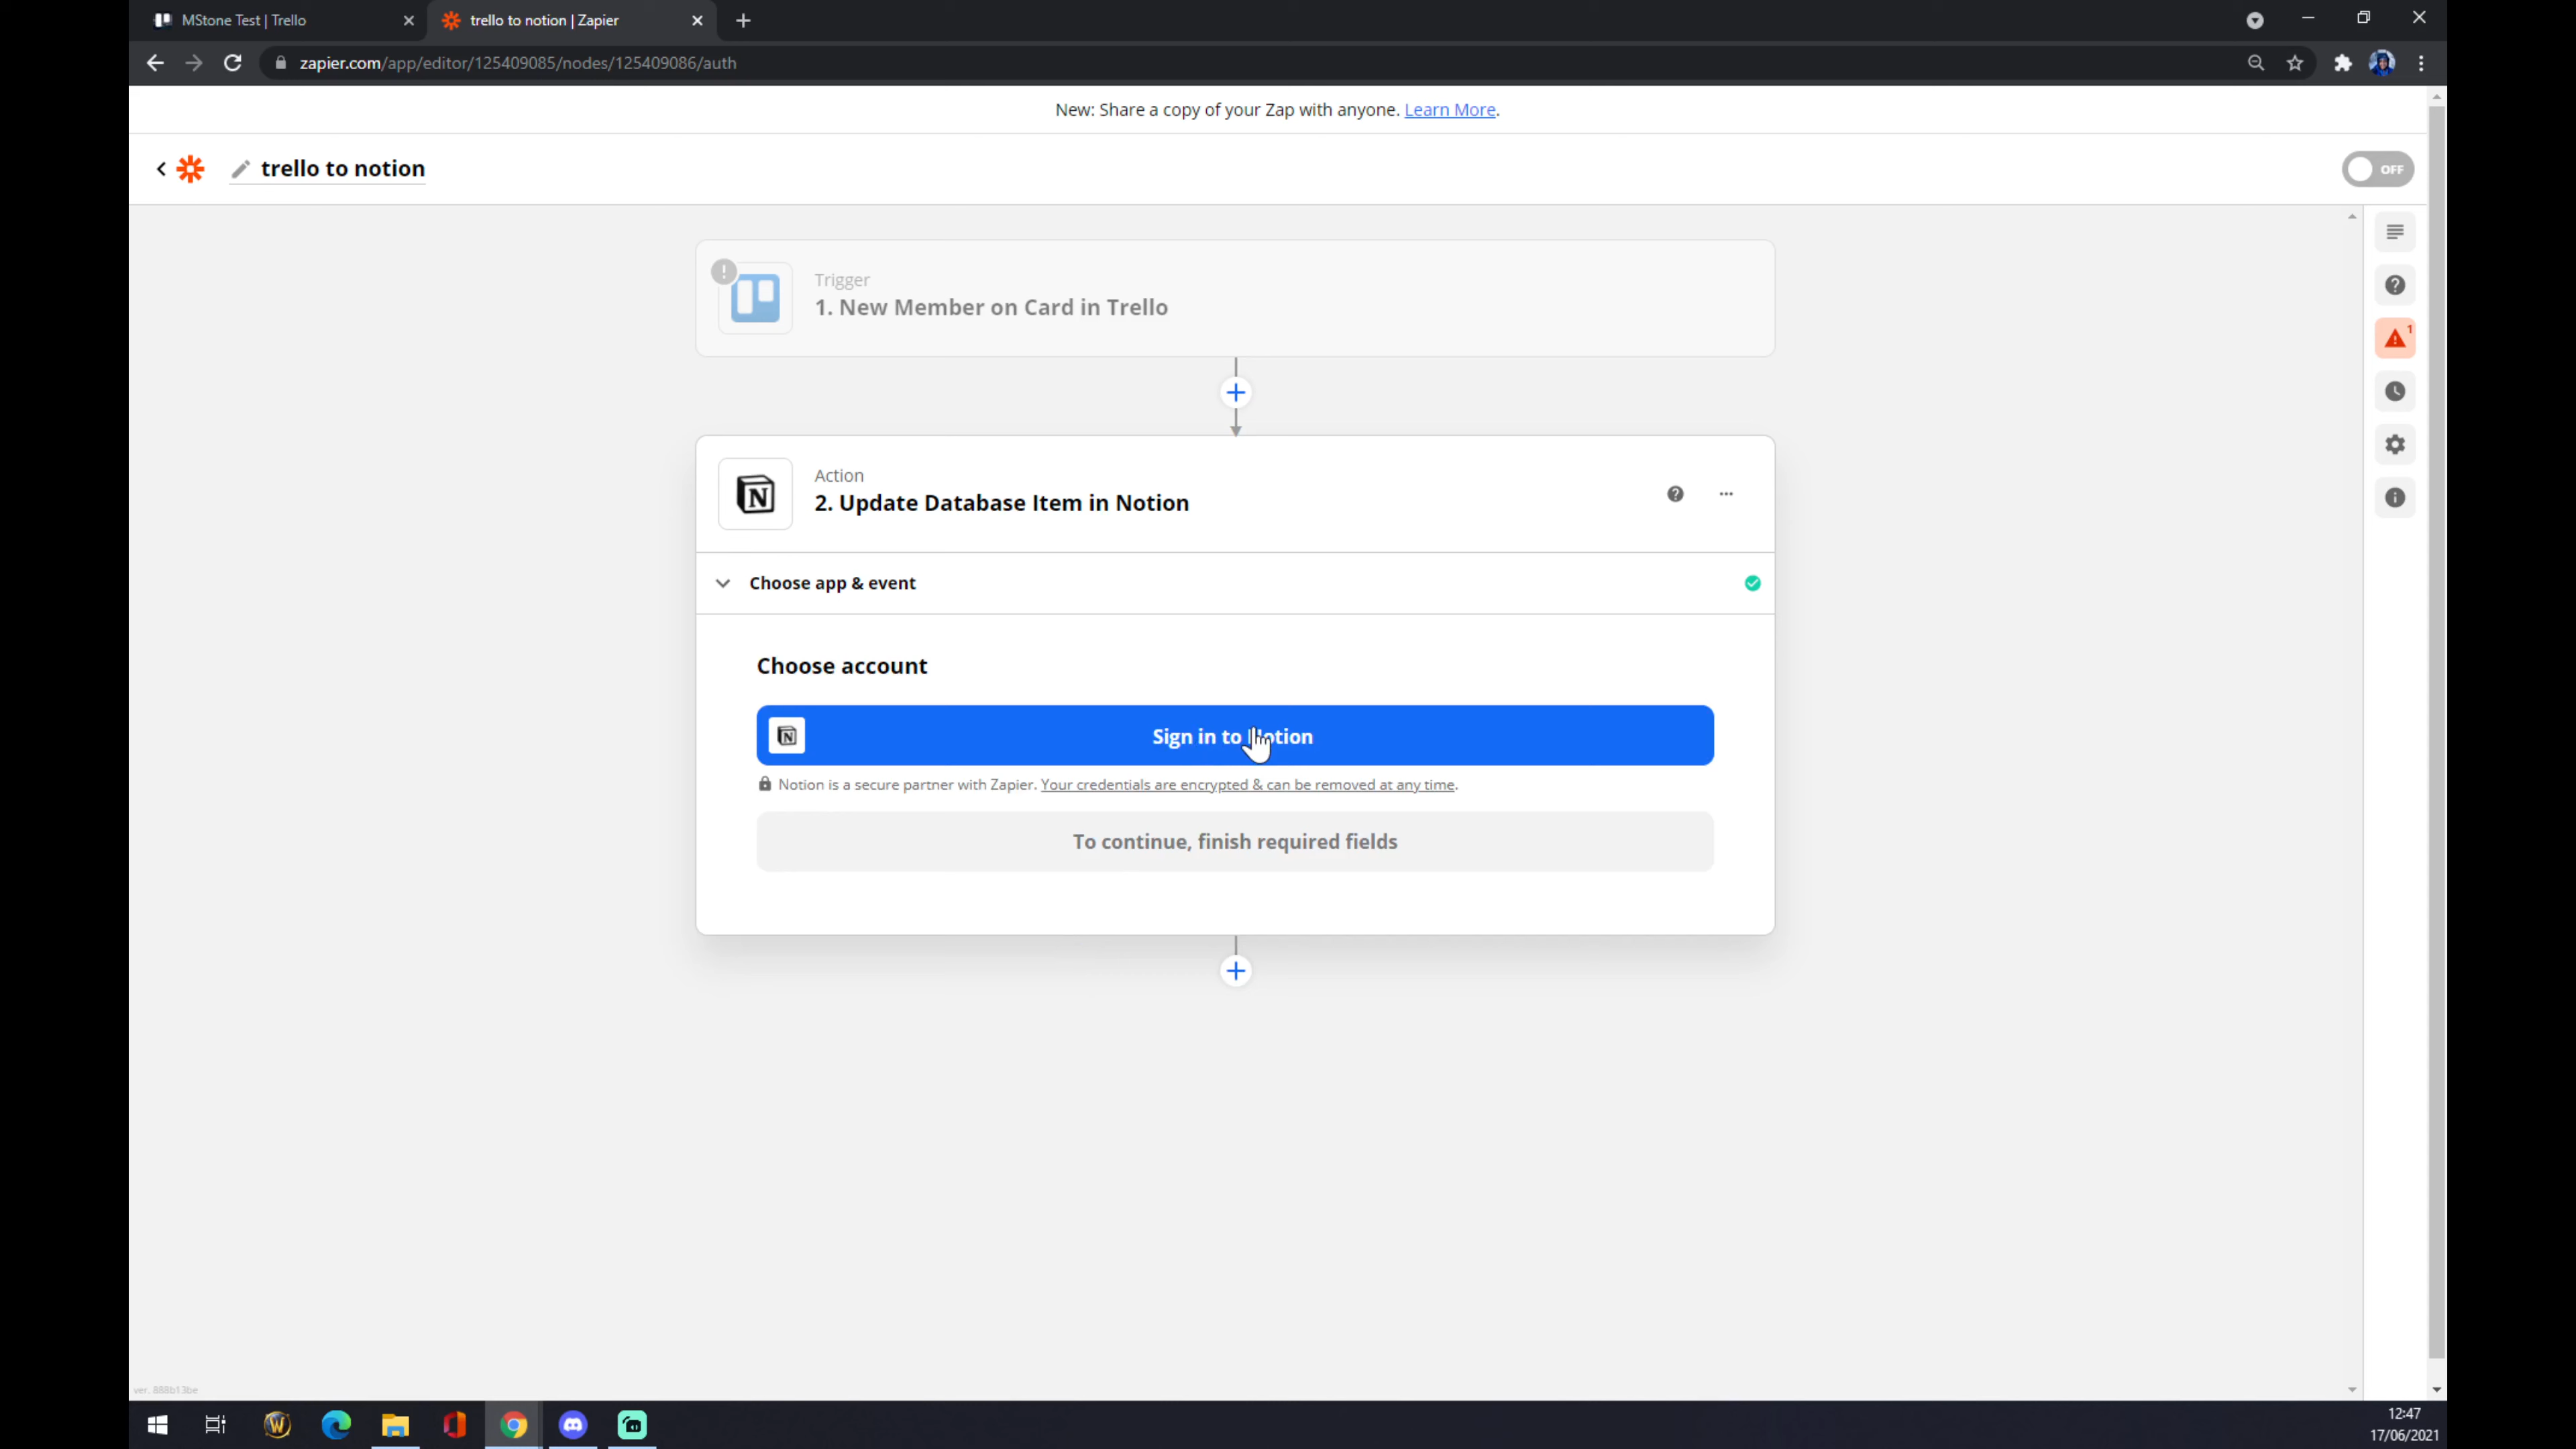 MStone Test | Trello
trello to notion | Zapier
zapier.com/app/editor/125409085/nodes/125409086/auth
New: Share a copy of your Zap with anyone. Learn More.
trello to notion
OFF
Trigger
1. New Member on Card in Trello
1
Action
2. Update Database Item in Notion
Choose app & event
Choose account
Sign in to Notion
Notion is a secure partner with Zapier. Your credentials are encrypted & can be removed at any time.
To continue, finish required fields
ver. 888b13be
12:47
17/06/2021